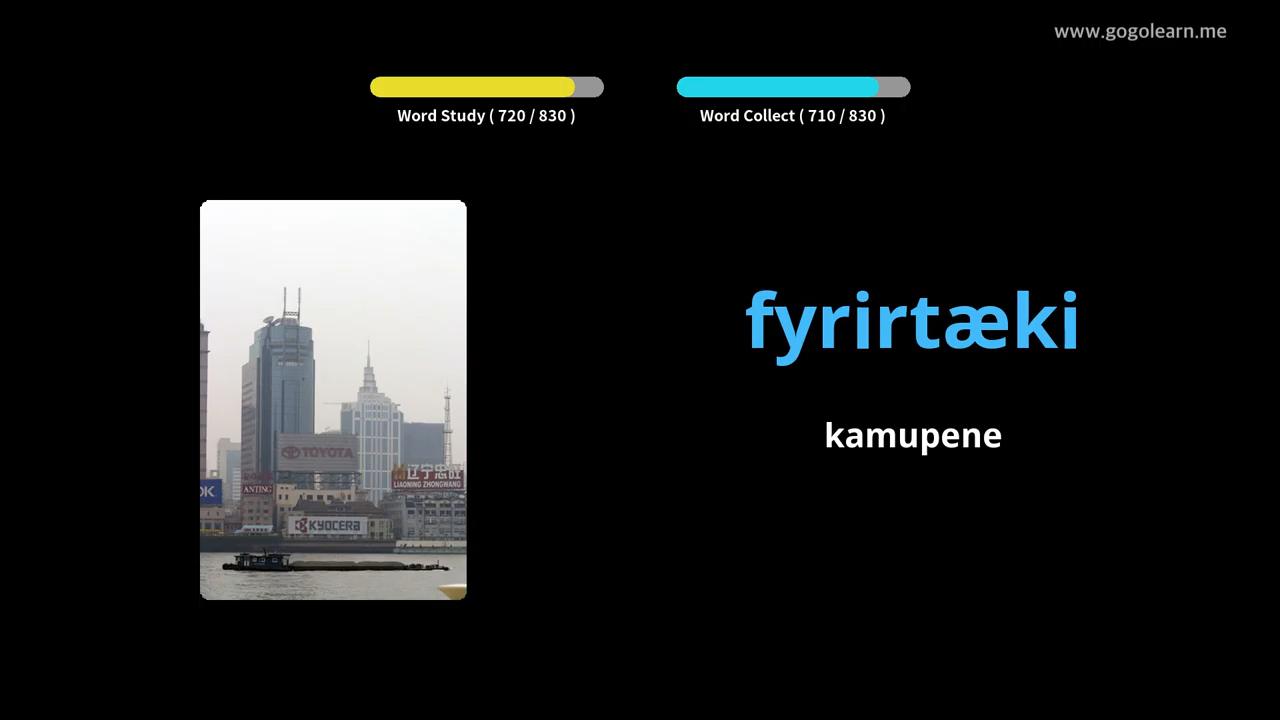 www.gogolearn.me
Word Study ( 720 / 830 )
Word Collect ( 710 / 830 )
fyrirtæki
kamupene
TOYOTA
辽宁忠旺
LIAONING ZHONGWANG
ANTING
OK
KYOCERA